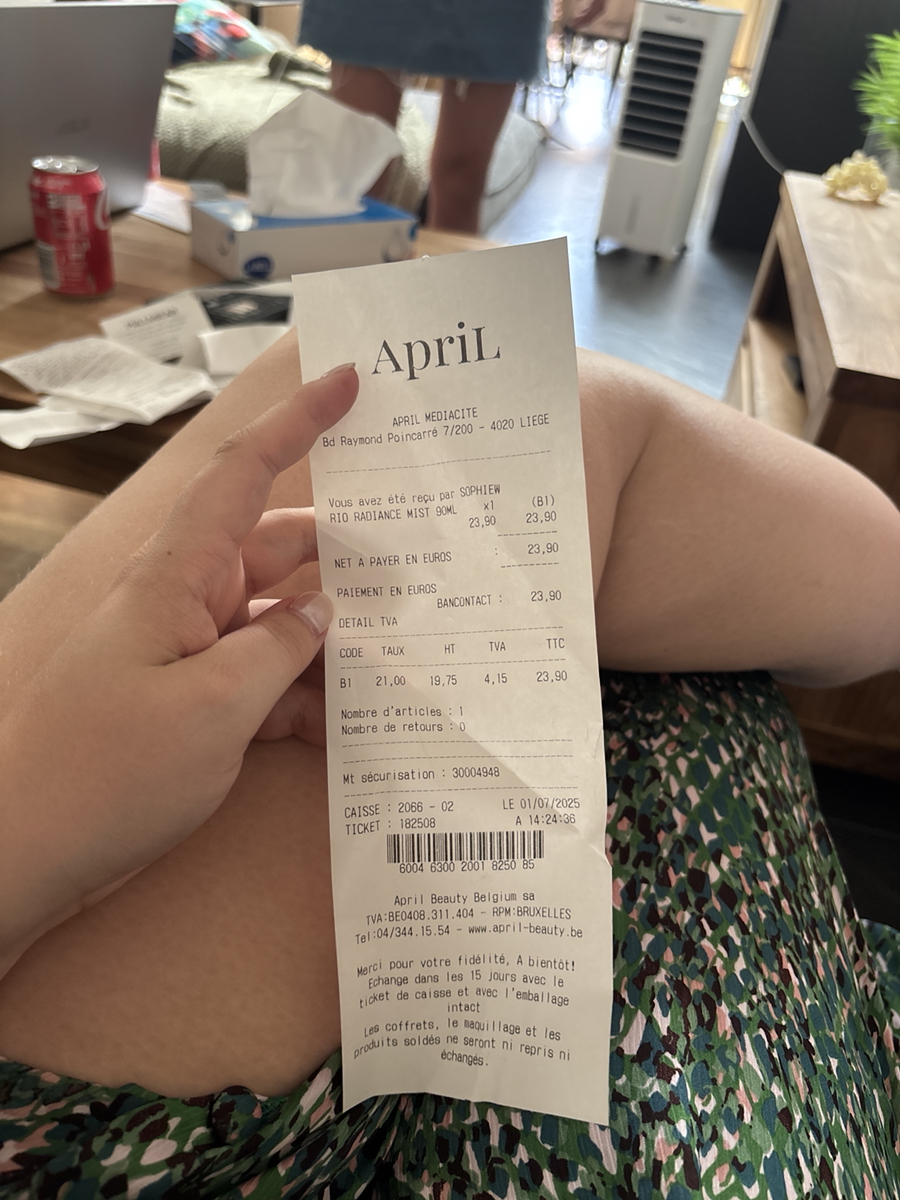 ApriL
APRIL MEDIACITE
Bd Raymond Poincarré 7/200 - 4020 LIEGE
Vous avez été reçu par SOPHIEW
RIO RADIANCE MIST 90ML x1 (B1)
23,90 23,90
NET A PAYER EN EUROS : 23,90
PAIEMENT EN EUROS
BANCONTACT : 23,90
DETAIL TVA
CODE TAUX HT TVA TTC
B1 21,00 19,75 4,15 23,90
Nombre d'articles : 1
Nombre de retours : 0
Mt sécurisation : 30004948
CAISSE : 2066 - 02 LE 01/07/2025
TICKET : 182508 A 14:24:36
6004 6300 2001 8250 85
April Beauty Belgium sa
TVA:BE0408.311.404 - RPM:BRUXELLES
Tel:04/344.15.54 - www.april-beauty.be
Merci pour votre fidélité, A bientôt!
Echange dans les 15 jours avec le
ticket de caisse et avec l'emballage
intact
Les coffrets, le maquillage et les
produits soldés ne seront ni repris ni
échangés.